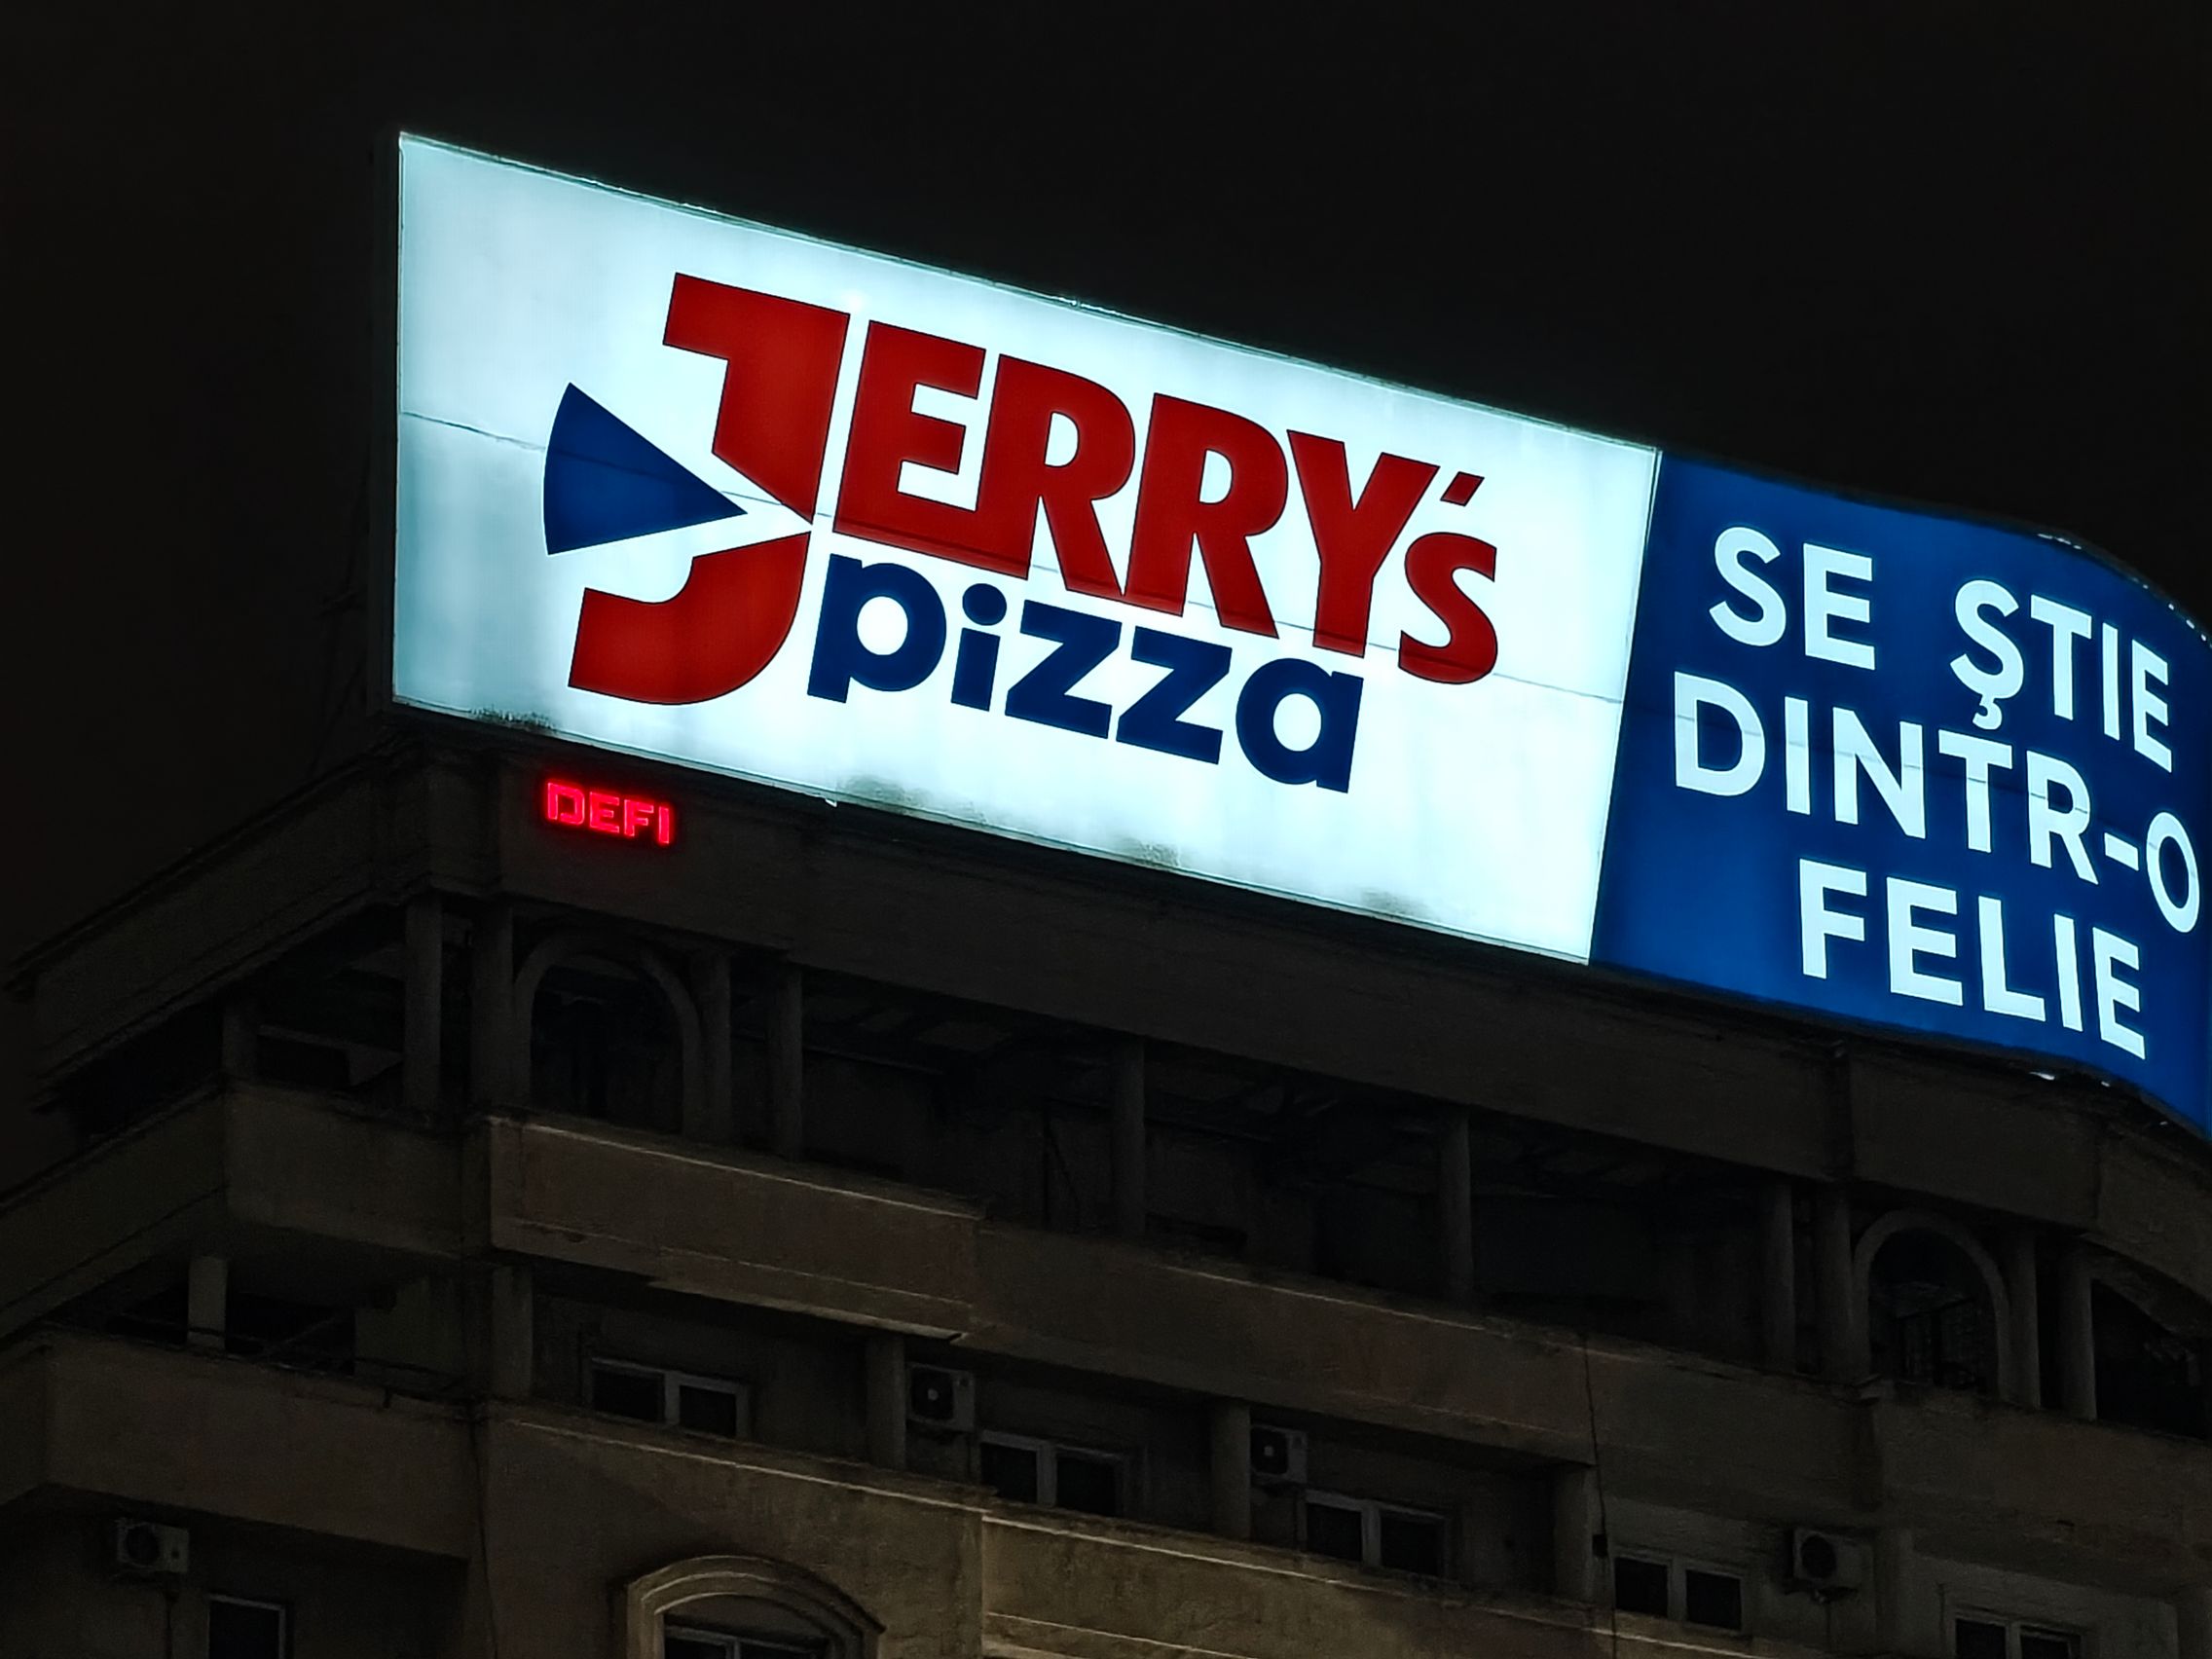 JERRY'S
pizza
SE ŞTIE
DINTR-O
FELIE
DEFI